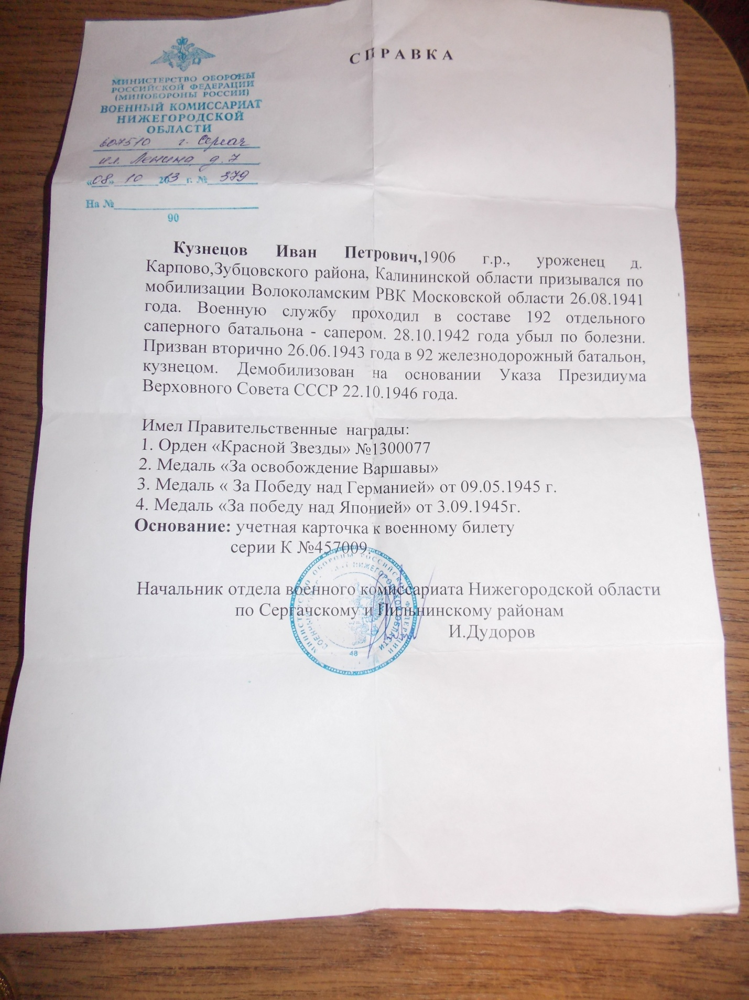 СПРАВКА
МИНИСТЕРСТВО ОБОРОНЫ
РОССИЙСКОЙ ФЕДЕРАЦИИ
(МИНОБОРОНЫ РОССИИ)
ВОЕННЫЙ КОМИССАРИАТ
НИЖЕГОРОДСКОЙ
ОБЛАСТИ
607510 г. Сергач
ул. Ленина д. 7
«08» 10 2013 г. № 379
На №
90
Кузнецов Иван Петрович,1906 г.р., уроженец д.
Карпово,Зубцовского района, Калининской области призывался по
мобилизации Волоколамским РВК Московской области 26.08.1941
года. Военную службу проходил в составе 192 отдельного
саперного батальона - сапером. 28.10.1942 года убыл по болезни.
Призван вторично 26.06.1943 года в 92 железнодорожный батальон,
кузнецом. Демобилизован на основании Указа Президиума
Верховного Совета СССР 22.10.1946 года.
Имел Правительственные награды:
1. Орден «Красной Звезды» №1300077
2. Медаль «За освобождение Варшавы»
3. Медаль « За Победу над Германией» от 09.05.1945 г.
4. Медаль «За победу над Японией» от 3.09.1945г.
Основание: учетная карточка к военному билету
серии К №457009.
Начальник отдела военного комиссариата Нижегородской области
по Сергачскому и Пильнинскому районам
И.Дудоров
МИНИСТЕРСТВО ОБОРОНЫ РОССИЙСКОЙ ФЕДЕРАЦИИ
НИЖЕГОРОДСКОЙ ОБЛАСТИ
48